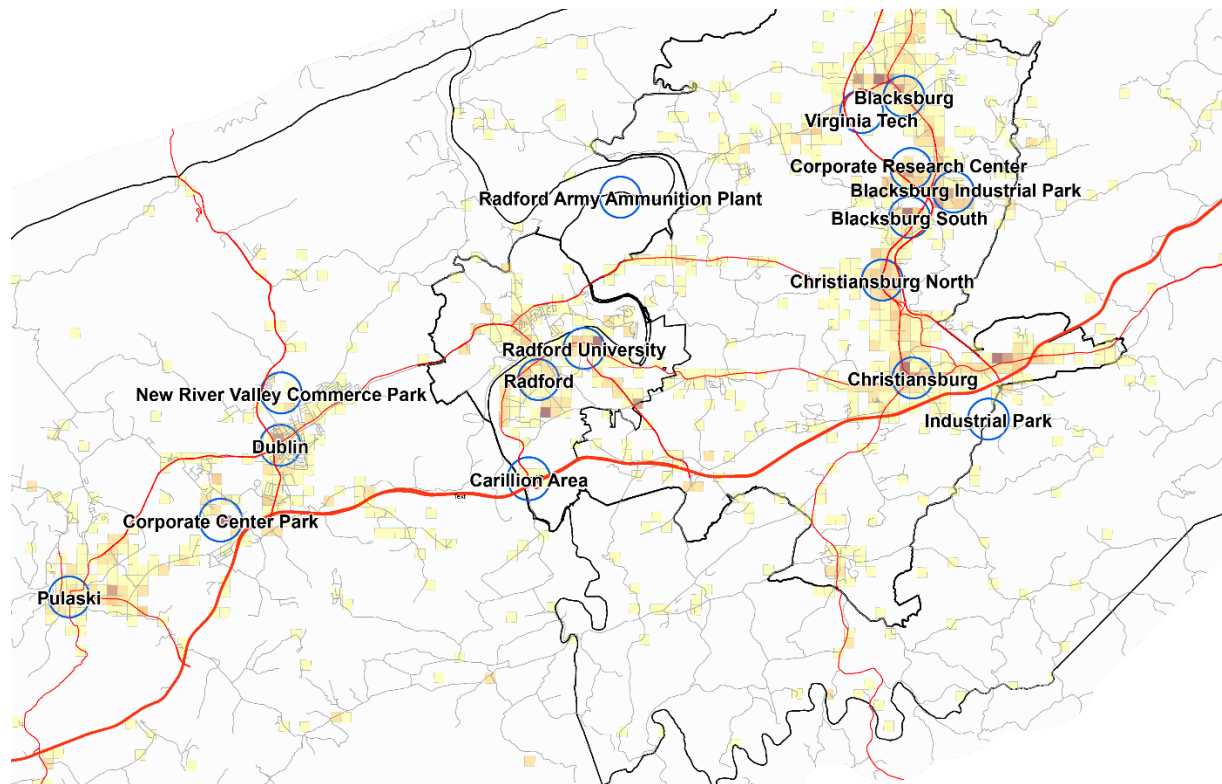 Blacksburg
Virginia Tech
Corporate Research Center
Blacksburg Industrial Park
Radford Army Ammunition Plant
Blacksburg South
Christiansburg North
Radford University
Radford
Christiansburg
New River Valley Commerce Park
Industrial Park
Dublin
Carillion Area
Text
Corporate Center Park
Pulaski